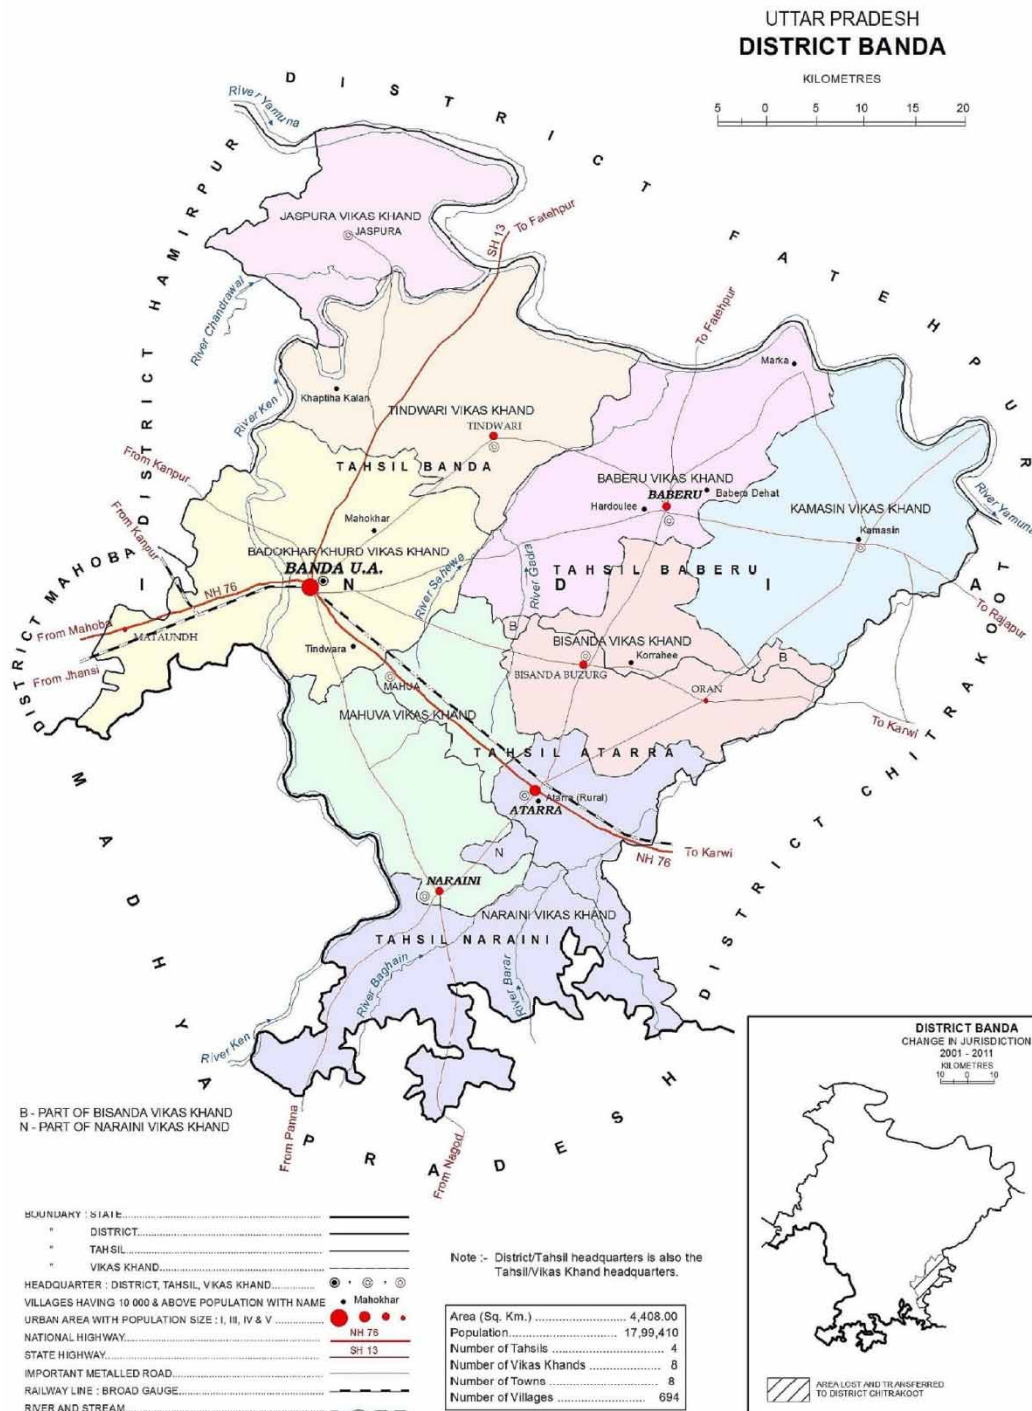 UTTAR PRADESH
DISTRICT BANDA
KILOMETRES
5 0 5 10 15 20
DISTRICT HAMIRPUR
DISTRICT FATEHPUR
DISTRICT MAHOBA
DISTRICT CHITRAKOOT
MADHYA PRADESH
I N D I A
River Yamuna
JASPURA VIKAS KHAND
JASPURA
SH 13
To Fatehpur
River Chandrawal
To Fatehpur
Marka
River Ken
Khaptiha Kalan
TINDWARI VIKAS KHAND
TINDWARI
TAHSIL BANDA
From Kanpur
BABERU VIKAS KHAND
BABERU
Baberu Dehat
Hardoulee
KAMASIN VIKAS KHAND
Kamasin
River Yamuna
From Kanpur
Mahokhar
BADOKHAR KHURD VIKAS KHAND
BANDA U.A.
River Sahewa
River Gadra
TAHSIL BABERU
NH 76
From Mahoba
MATAUNDH
From Jhansi
To Rajapur
B
BISANDA VIKAS KHAND
Korrahee
B
Tindwara
BISANDA BUZURG
MAHUA
ORAN
MAHUVA VIKAS KHAND
To Karwi
TAHSIL ATARRA
Atarra (Rural)
ATARRA
N
To Karwi
NH 76
NARAINI
NARAINI VIKAS KHAND
TAHSIL NARAINI
River Baghain
River Barar
River Ken
From Panna
From Nagod
B - PART OF BISANDA VIKAS KHAND
N - PART OF NARAINI VIKAS KHAND
BOUNDARY : STATE
" DISTRICT
" TAHSIL
" VIKAS KHAND
HEADQUARTER : DISTRICT, TAHSIL, VIKAS KHAND
VILLAGES HAVING 10 000 & ABOVE POPULATION WITH NAME Mahokhar
URBAN AREA WITH POPULATION SIZE : I, III, IV & V
NATIONAL HIGHWAY NH 76
STATE HIGHWAY SH 13
IMPORTANT METALLED ROAD
RAILWAY LINE : BROAD GAUGE
RIVER AND STREAM
Note :- District/Tahsil headquarters is also the
Tahsil/Vikas Khand headquarters.
Area (Sq. Km.) 4,408.00
Population 17,99,410
Number of Tahsils 4
Number of Vikas Khands 8
Number of Towns 8
Number of Villages 694
DISTRICT BANDA
CHANGE IN JURISDICTION
2001 - 2011
KILOMETRES
10 0 10
AREA LOST AND TRANSFERRED
TO DISTRICT CHITRAKOOT